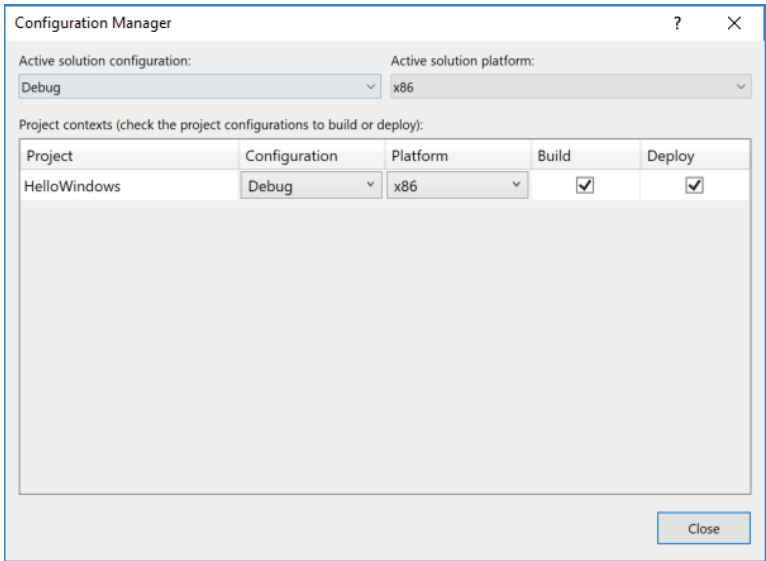 Configuration Manager ?
Active solution configuration: Active solution platform:
Debug x86
Project contexts (check the project configurations to build or deploy):
Project Configuration Platform Build Deploy
HelloWindows Debug x86
Close